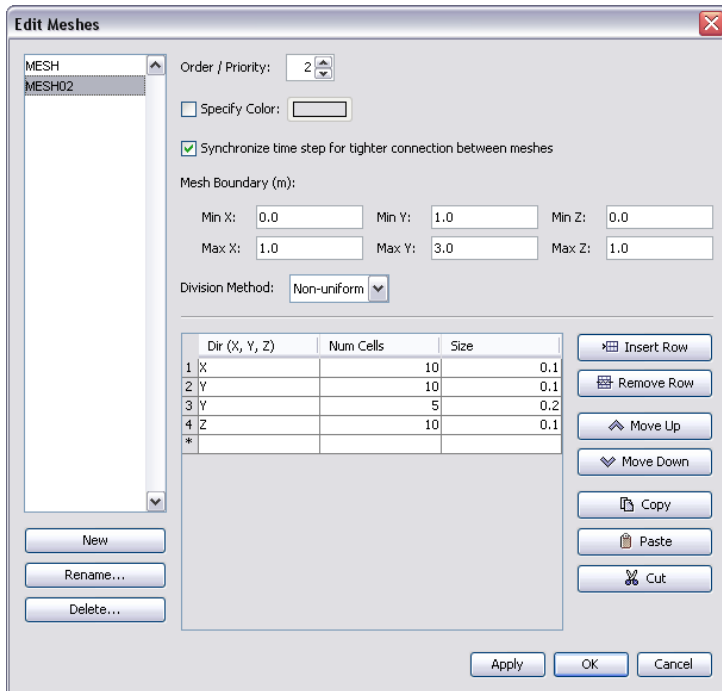 Edit Meshes
MESH
MESH02
Order / Priority: 2
Specify Color:
Synchronize time step for tighter connection between meshes
Mesh Boundary (m):
Min X: 0.0 Min Y: 1.0 Min Z: 0.0
Max X: 1.0 Max Y: 3.0 Max Z: 1.0
Division Method: Non-uniform
Dir (X, Y, Z) Num Cells Size
1 X 10 0.1
2 Y 10 0.1
3 Y 5 0.2
4 Z 10 0.1
*
Insert Row
Remove Row
Move Up
Move Down
Copy
Paste
Cut
New
Rename...
Delete...
Apply OK Cancel